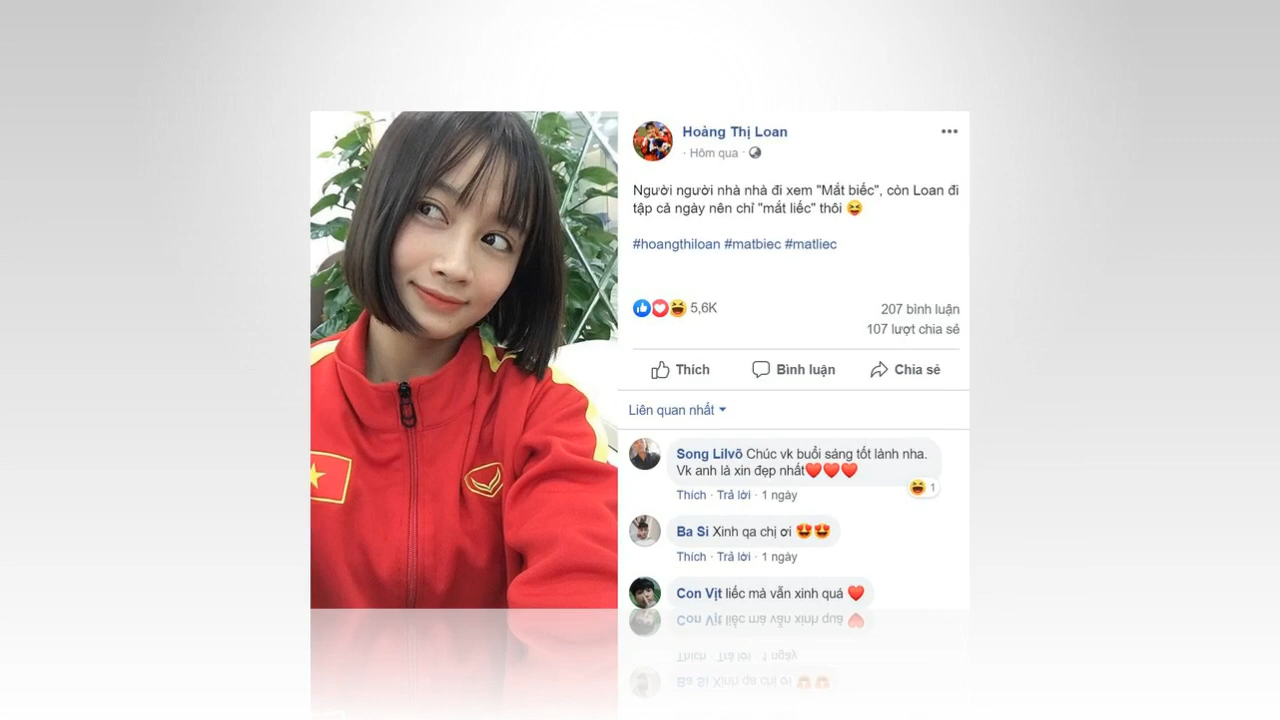 Hoàng Thị Loan
· Hôm qua ·
Người người nhà nhà đi xem "Mắt biếc", còn Loan đi
tập cả ngày nên chỉ "mắt liếc" thôi 😆
#hoangthiloan #matbiec #matliec
5,6K
207 bình luận
107 lượt chia sẻ
Thích Bình luận Chia sẻ
Liên quan nhất
Song Lilvõ Chúc vk buổi sáng tốt lành nha.
Vk anh là xin đẹp nhất❤️❤️❤️
😆 1
Thích · Trả lời · 1 ngày
Ba Si Xinh qa chị ơi 😍😍
Thích · Trả lời · 1 ngày
Con Vịt liếc mà vẫn xinh quá ❤️